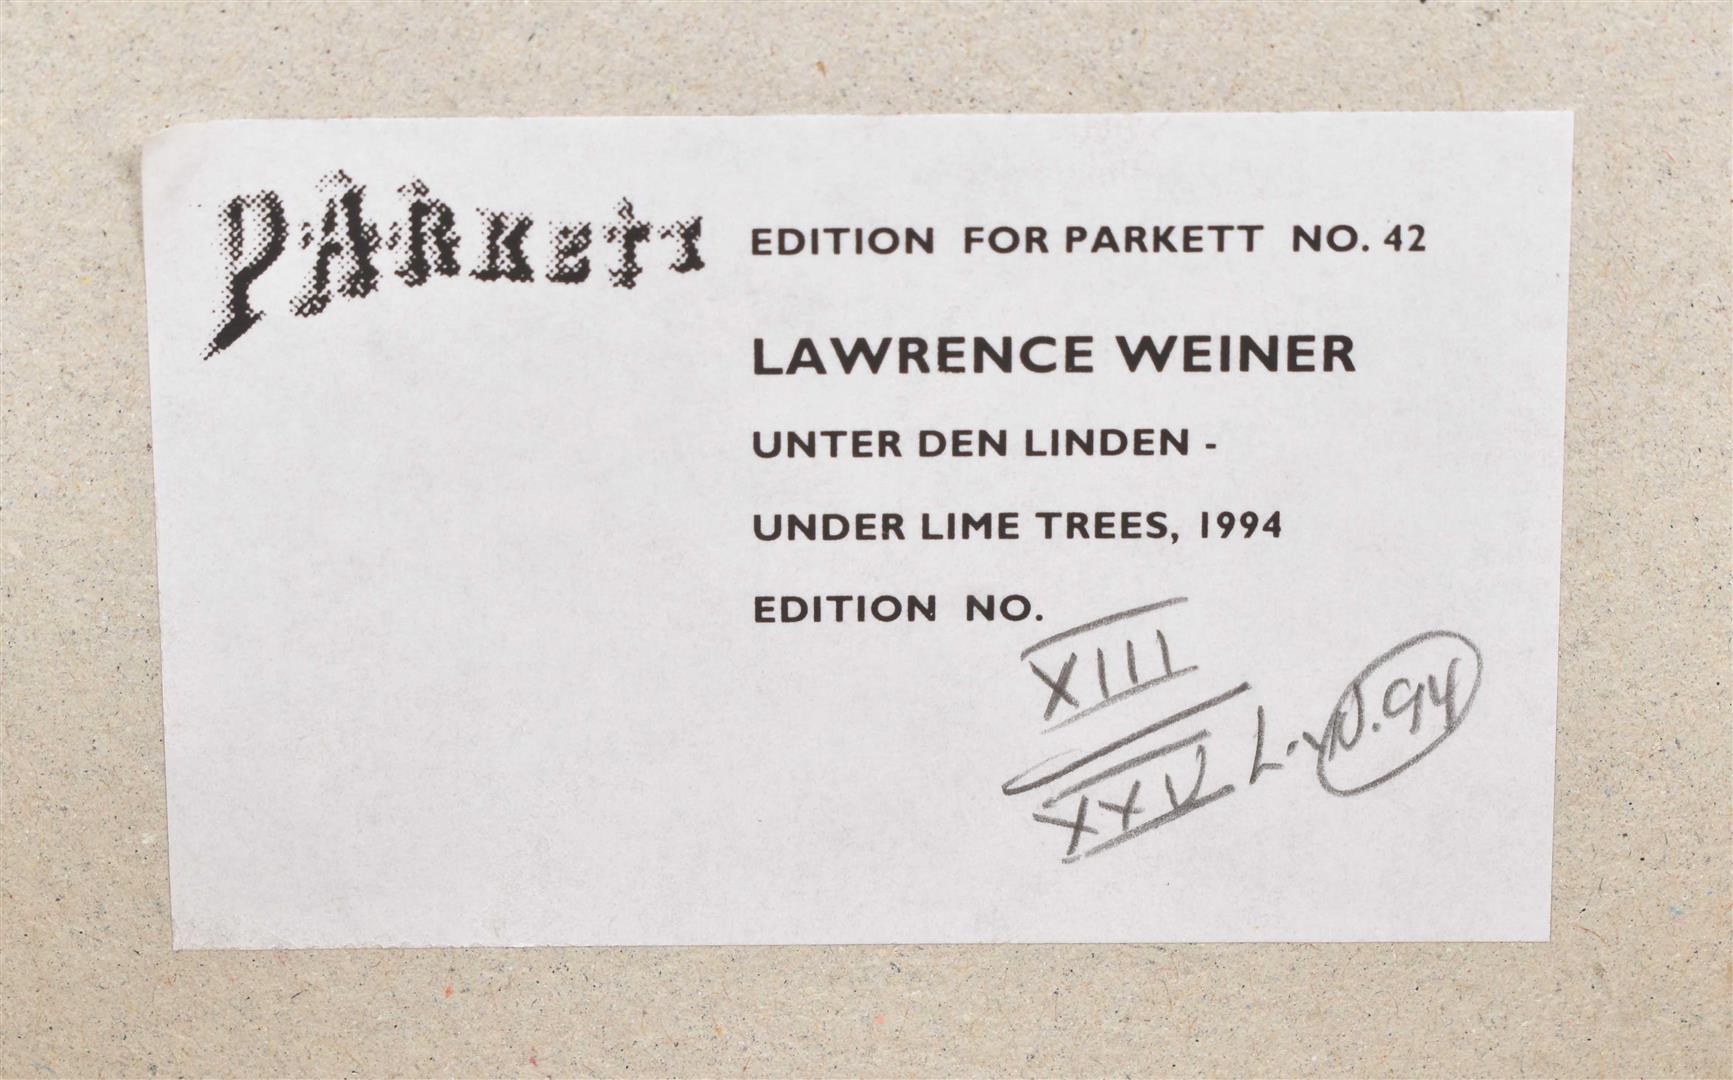 PARKETT
EDITION FOR PARKETT NO. 42
LAWRENCE WEINER
UNTER DEN LINDEN -
UNDER LIME TREES, 1994
EDITION NO.
XIII
XXV L.W.94